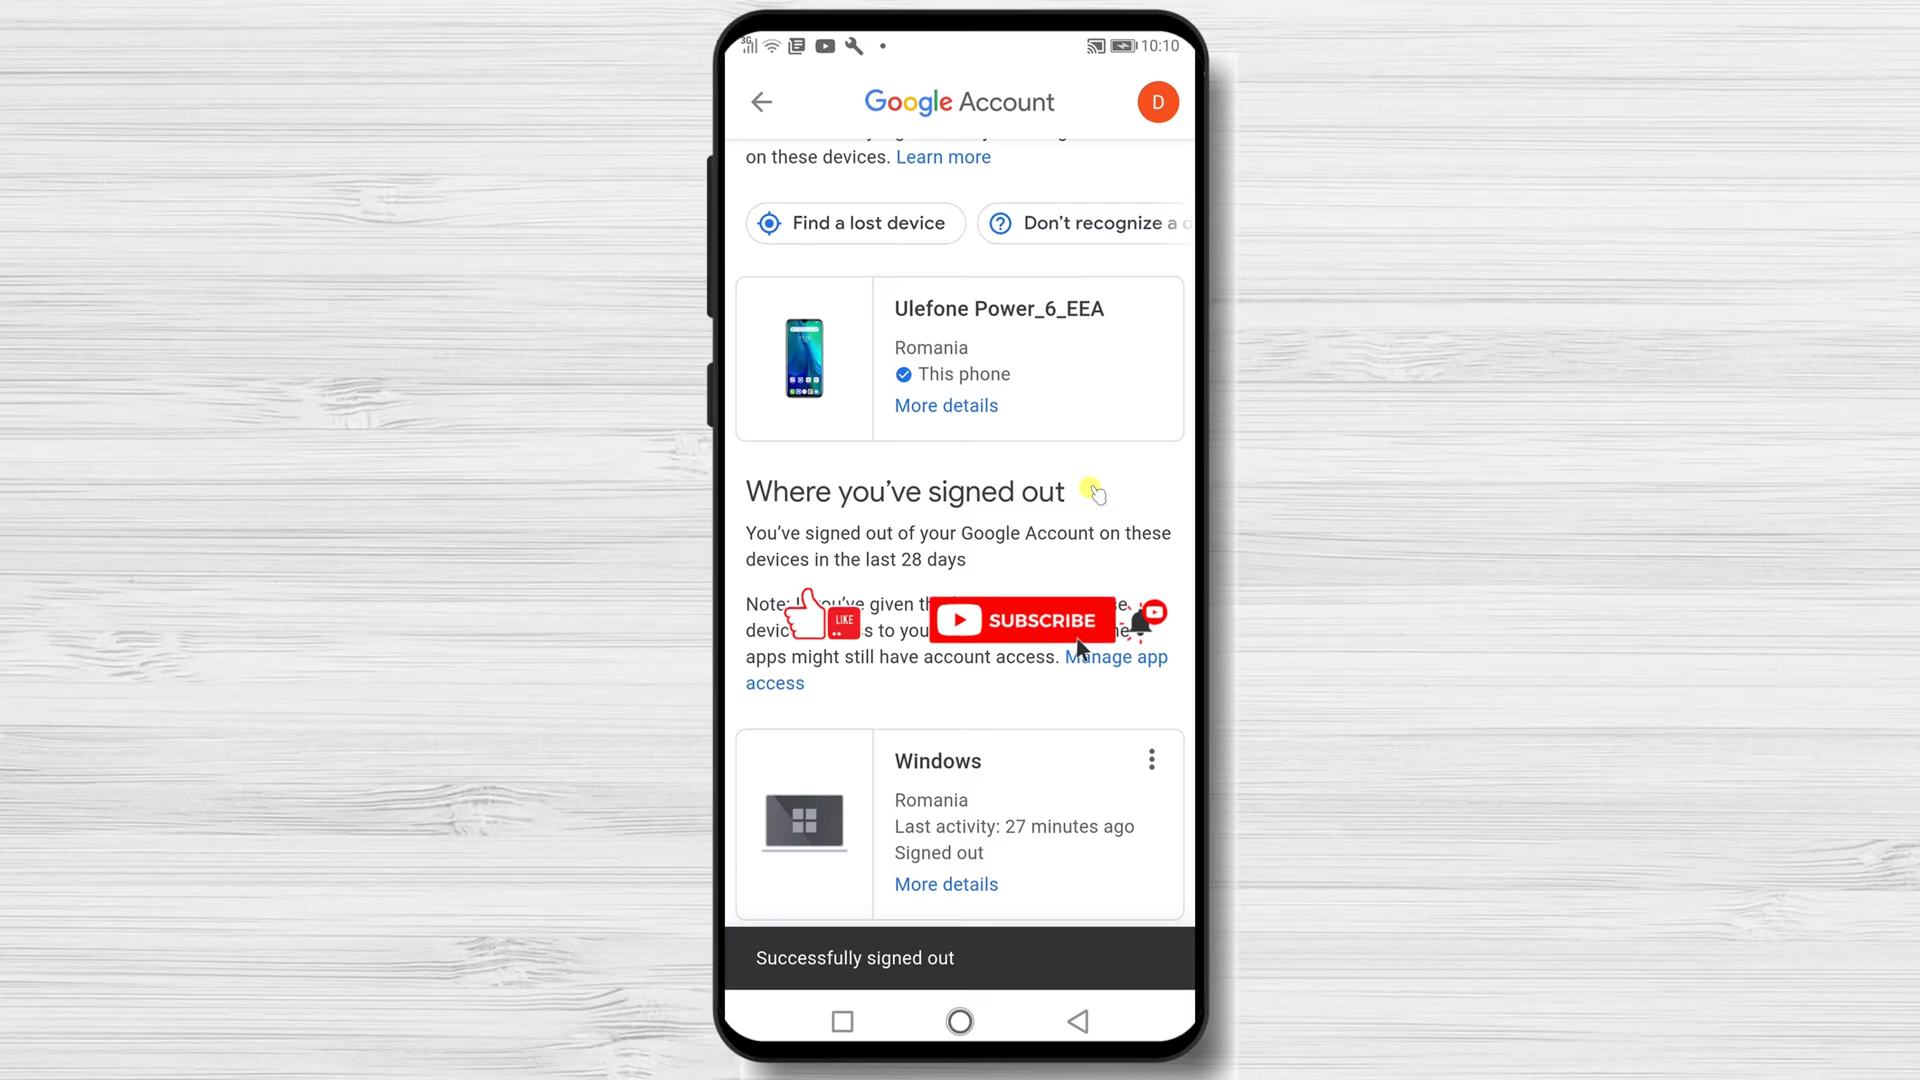 3G
10:10
Google Account
D
on these devices. Learn more
Find a lost device
Don't recognize a d
Ulefone Power_6_EEA
Romania
This phone
More details
Where you've signed out
You've signed out of your Google Account on these
devices in the last 28 days
Note: you've given th
LIKE
SUBSCRIBE
apps might still have account access. Manage app
access
Windows
Romania
Last activity: 27 minutes ago
Signed out
More details
Successfully signed out